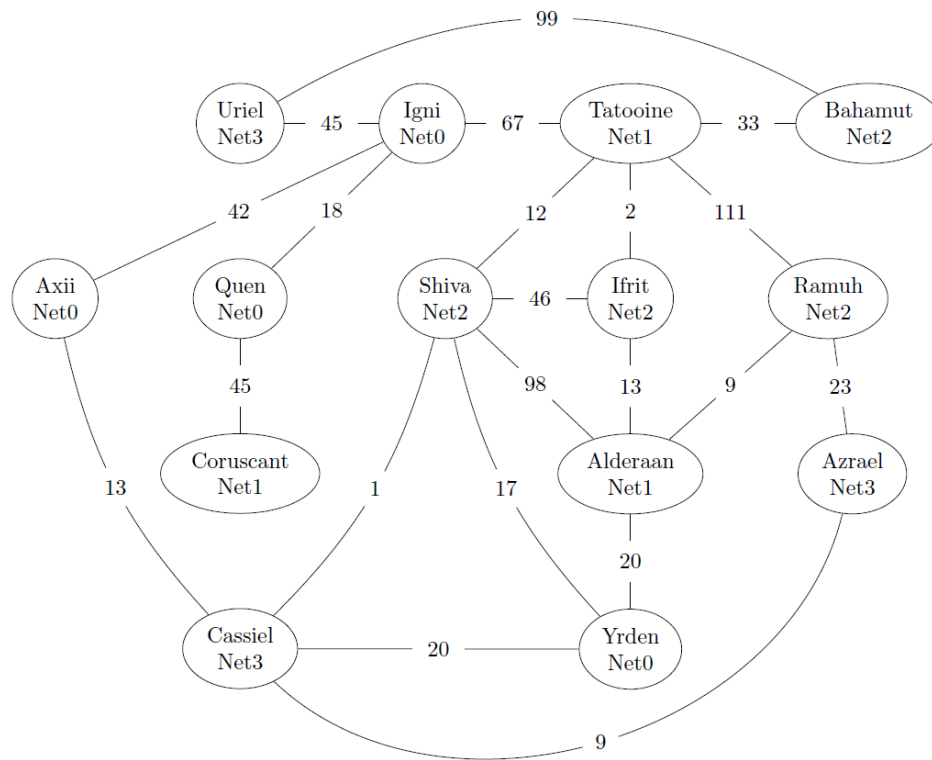 99
Uriel
Net3
45
Igni
Net0
67
Tatooine
Net1
33
Bahamut
Net2
42
18
12
2
111
Axii
Net0
Quen
Net0
Shiva
Net2
46
Ifrit
Net2
Ramuh
Net2
45
98
13
9
23
Coruscant
Net1
Alderaan
Net1
Azrael
Net3
13
1
17
20
Cassiel
Net3
20
Yrden
Net0
9